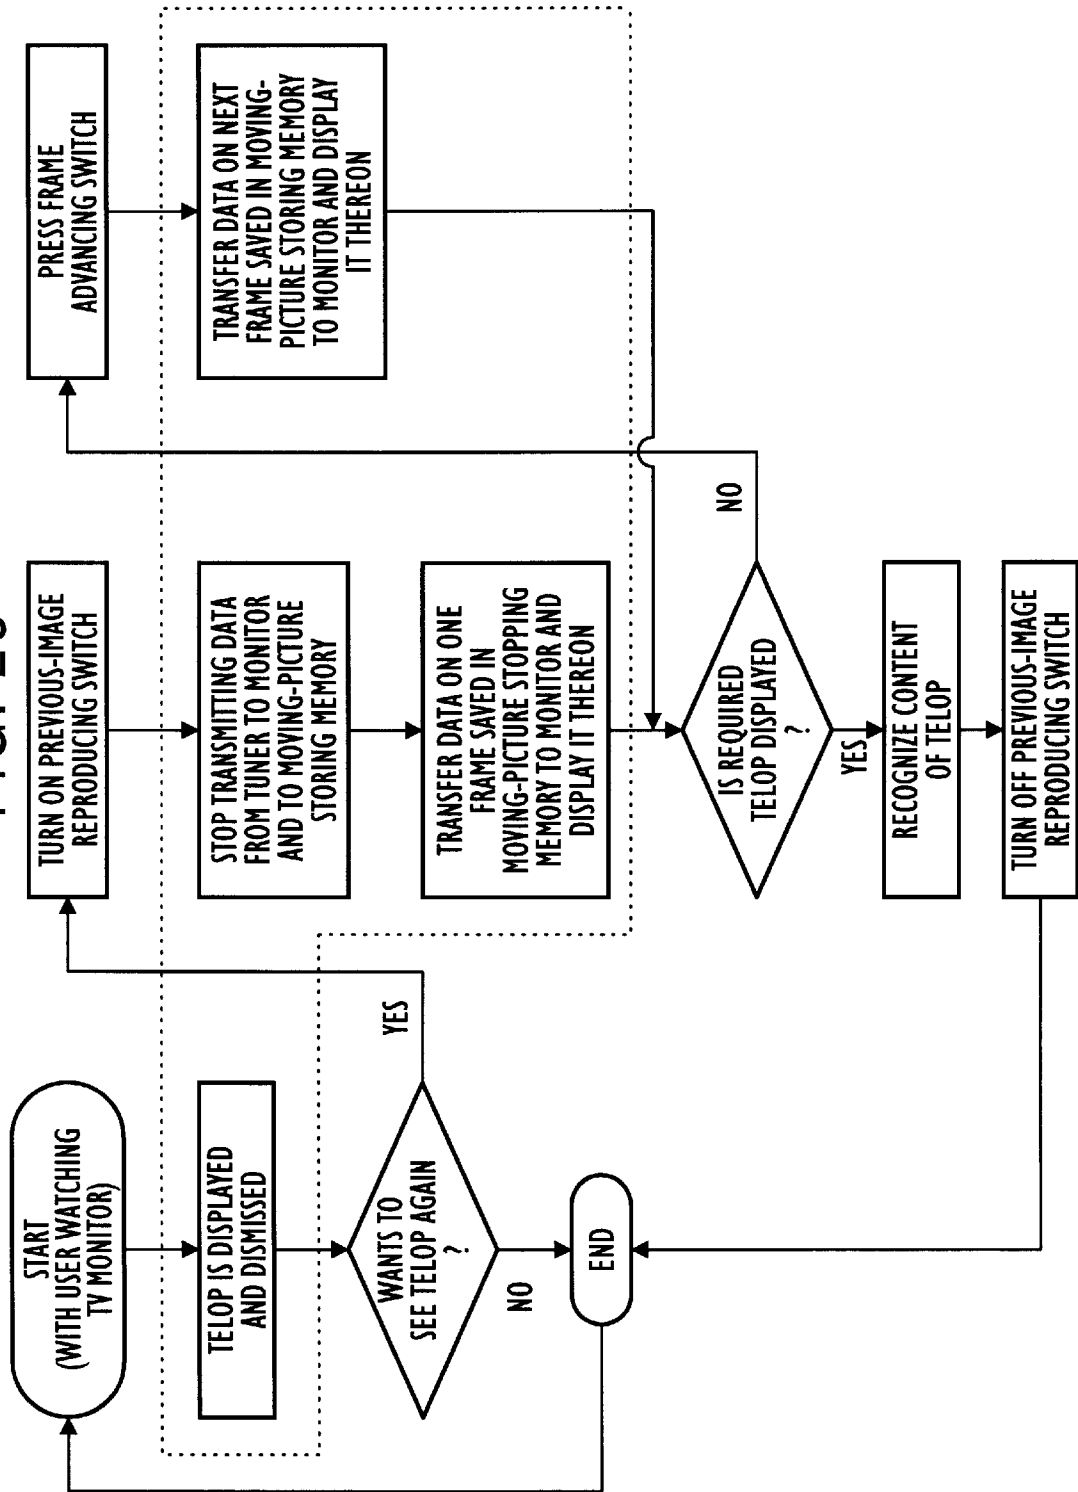 START
(WITH USER WATCHING
TV MONITOR)
TELOP IS DISPLAYED
AND DISMISSED
WANTS TO
SEE TELOP AGAIN
?
YES
NO
END
TURN ON PREVIOUS-IMAGE
REPRODUCING SWITCH
STOP TRANSMITTING DATA
FROM TUNER TO MONITOR
AND TO MOVING-PICTURE
STORING MEMORY
TRANSFER DATA ON ONE
FRAME SAVED IN
MOVING-PICTURE STOPPING
MEMORY TO MONITOR AND
DISPLAY IT THEREON
IS REQUIRED
TELOP DISPLAYED
?
NO
YES
RECOGNIZE CONTENT
OF TELOP
TURN OFF PREVIOUS-IMAGE
REPRODUCING SWITCH
PRESS FRAME
ADVANCING SWITCH
TRANSFER DATA ON NEXT
FRAME SAVED IN MOVING-
PICTURE STORING MEMORY
TO MONITOR AND DISPLAY
IT THEREON